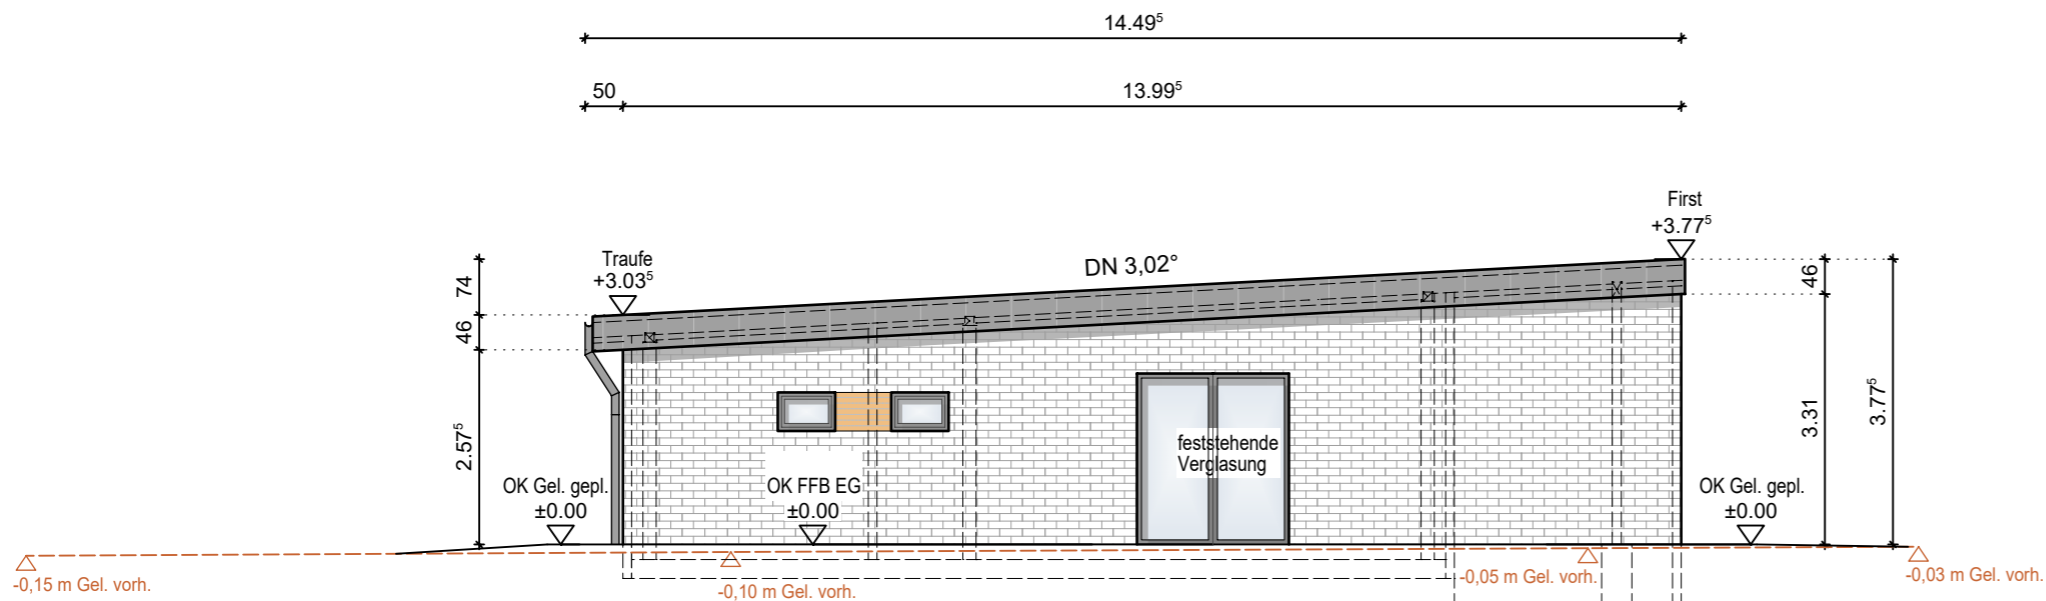 14.49⁵
50
13.99⁵
First
+3.77⁵
Traufe
+3.03⁵
DN 3,02°
74
46
2.57⁵
46
3.31
3.77⁵
feststehende
Verglasung
OK Gel. gepl.
±0.00
OK FFB EG
±0.00
OK Gel. gepl.
±0.00
-0,15 m Gel. vorh.
-0,10 m Gel. vorh.
-0,05 m Gel. vorh.
-0,03 m Gel. vorh.